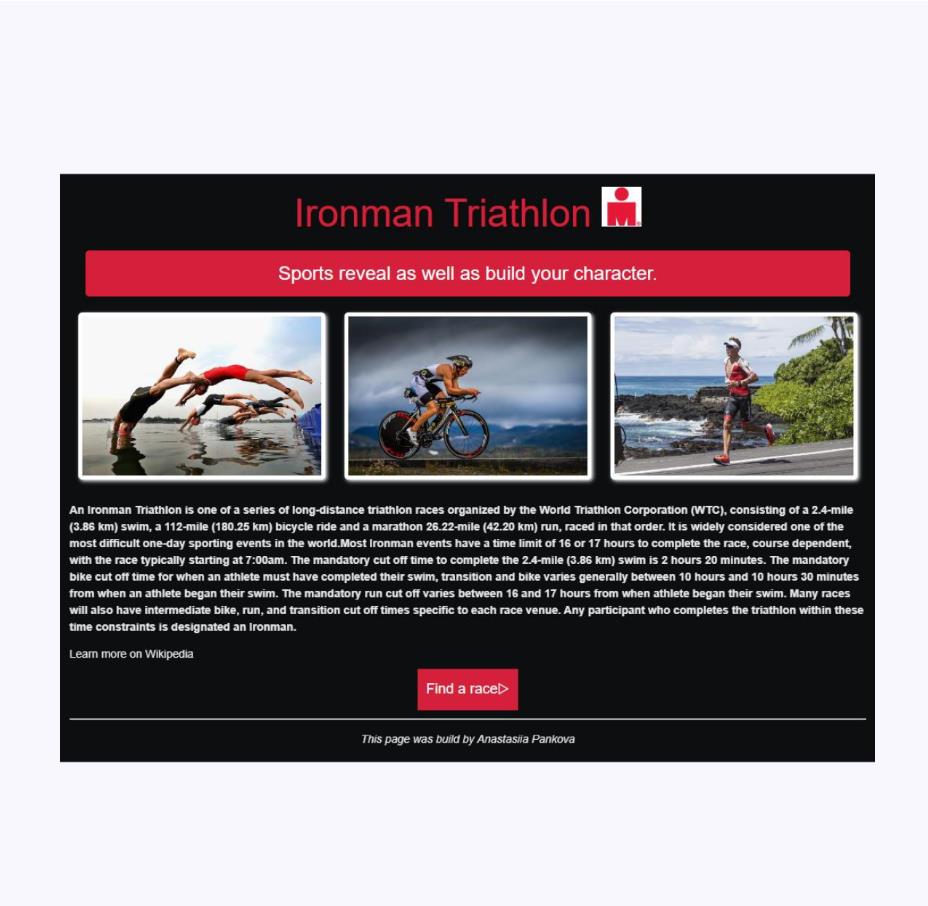 Ironman Triathlon
Sports reveal as well as build your character.
An Ironman Triathlon is one of a series of long-distance triathlon races organized by the World Triathlon Corporation (WTC), consisting of a 2.4-mile
(3.86 km) swim, a 112-mile (180.25 km) bicycle ride and a marathon 26.22-mile (42.20 km) run, raced in that order. It is widely considered one of the
most difficult one-day sporting events in the world.Most Ironman events have a time limit of 16 or 17 hours to complete the race, course dependent,
with the race typically starting at 7:00am. The mandatory cut off time to complete the 2.4-mile (3.86 km) swim is 2 hours 20 minutes. The mandatory
bike cut off time for when an athlete must have completed their swim, transition and bike varies generally between 10 hours and 10 hours 30 minutes
from when an athlete began their swim. The mandatory run cut off varies between 16 and 17 hours from when athlete began their swim. Many races
will also have intermediate bike, run, and transition cut off times specific to each race venue. Any participant who completes the triathlon within these
time constraints is designated an Ironman.
Learn more on Wikipedia
Find a race▷
This page was build by Anastasiia Pankova